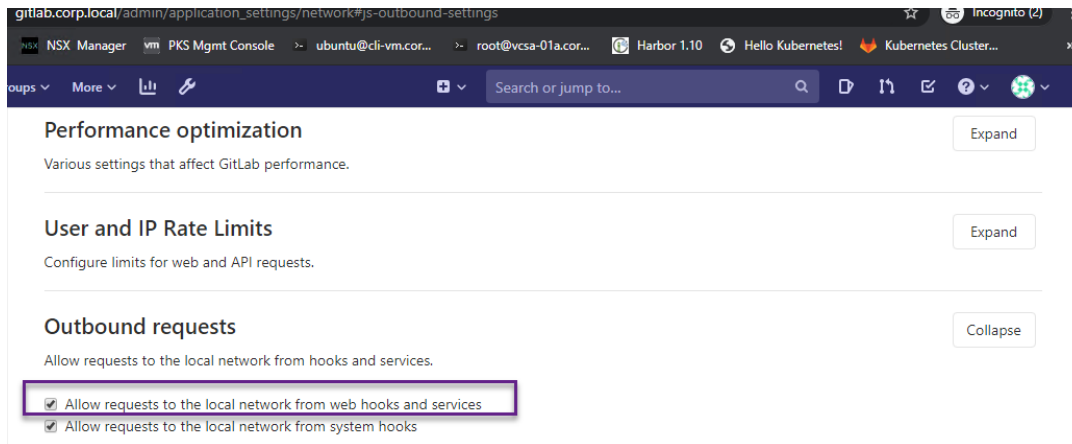 gitlab.corp.local/admin/application_settings/network#js-outbound-settings Incognito (2)
NSX NSX Manager vm PKS Mgmt Console ubuntu@cli-vm.cor... root@vcsa-01a.cor... Harbor 1.10 Hello Kubernetes! Kubernetes Cluster... »
oups More Search or jump to...
Performance optimization Expand
Various settings that affect GitLab performance.
User and IP Rate Limits Expand
Configure limits for web and API requests.
Outbound requests Collapse
Allow requests to the local network from hooks and services.
Allow requests to the local network from web hooks and services
Allow requests to the local network from system hooks